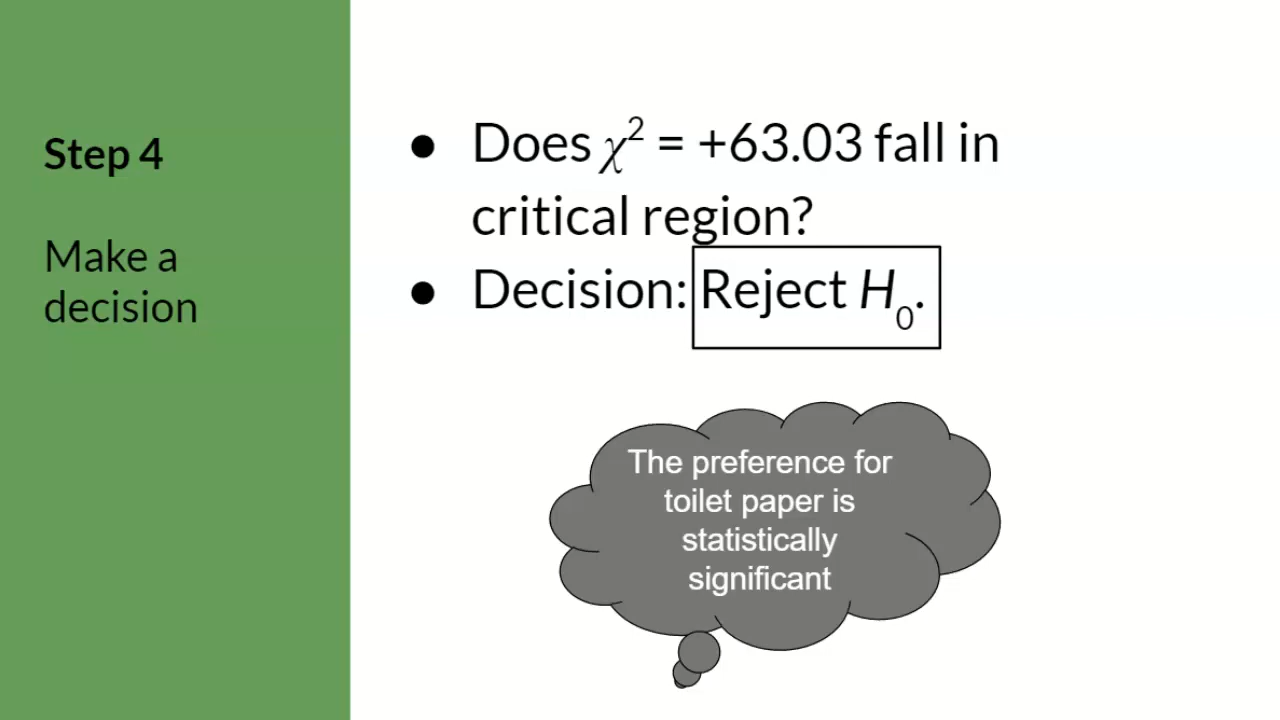 Step 4
Make a
decision
● Does χ² = +63.03 fall in
critical region?
● Decision: Reject H₀.
The preference for
toilet paper is
statistically
significant